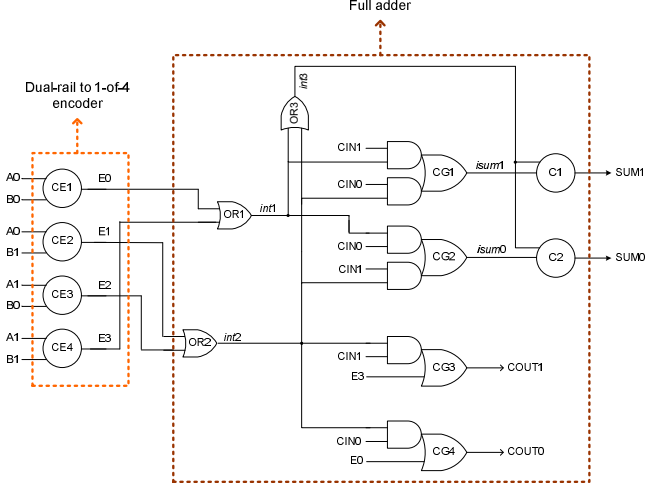 Full adder
Dual-rail to 1-of-4
encoder
int3
OR3
A0
B0
CE1
E0
CIN1
CIN0
CG1
isum1
C1
SUM1
OR1
int1
A0
B1
CE2
E1
CIN0
CIN1
CG2
isum0
C2
SUM0
A1
B0
CE3
E2
A1
B1
CE4
E3
OR2
int2
CIN1
E3
CG3
COUT1
CIN0
E0
CG4
COUT0